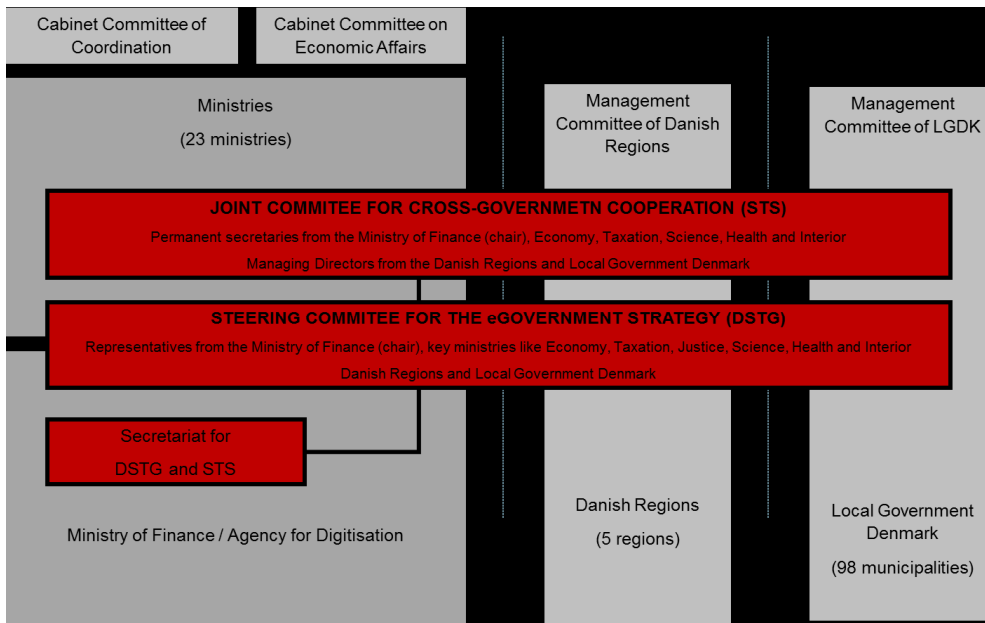 Cabinet Committee of
Coordination
Cabinet Committee on
Economic Affairs
Ministries
(23 ministries)
Management
Committee of Danish
Regions
Management
Committee of LGDK
JOINT COMMITEE FOR CROSS-GOVERNMETN COOPERATION (STS)
Permanent secretaries from the Ministry of Finance (chair), Economy, Taxation, Science, Health and Interior
Managing Directors from the Danish Regions and Local Government Denmark
STEERING COMMITEE FOR THE eGOVERNMENT STRATEGY (DSTG)
Representatives from the Ministry of Finance (chair), key ministries like Economy, Taxation, Justice, Science, Health and Interior
Danish Regions and Local Government Denmark
Secretariat for
DSTG and STS
Ministry of Finance / Agency for Digitisation
Danish Regions
(5 regions)
Local Government
Denmark
(98 municipalities)